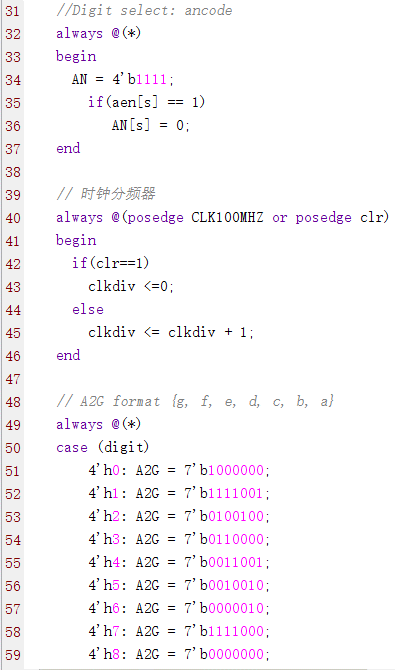 31 //Digit select: ancode
32 always @(*)
33 begin
34 AN = 4'b1111;
35 if(aen[s] == 1)
36 AN[s] = 0;
37 end
38
39 // 时钟分频器
40 always @(posedge CLK100MHZ or posedge clr)
41 begin
42 if(clr==1)
43 clkdiv <=0;
44 else
45 clkdiv <= clkdiv + 1;
46 end
47
48 // A2G format {g, f, e, d, c, b, a}
49 always @(*)
50 case (digit)
51 4'h0: A2G = 7'b1000000;
52 4'h1: A2G = 7'b1111001;
53 4'h2: A2G = 7'b0100100;
54 4'h3: A2G = 7'b0110000;
55 4'h4: A2G = 7'b0011001;
56 4'h5: A2G = 7'b0010010;
57 4'h6: A2G = 7'b0000010;
58 4'h7: A2G = 7'b1111000;
59 4'h8: A2G = 7'b0000000;